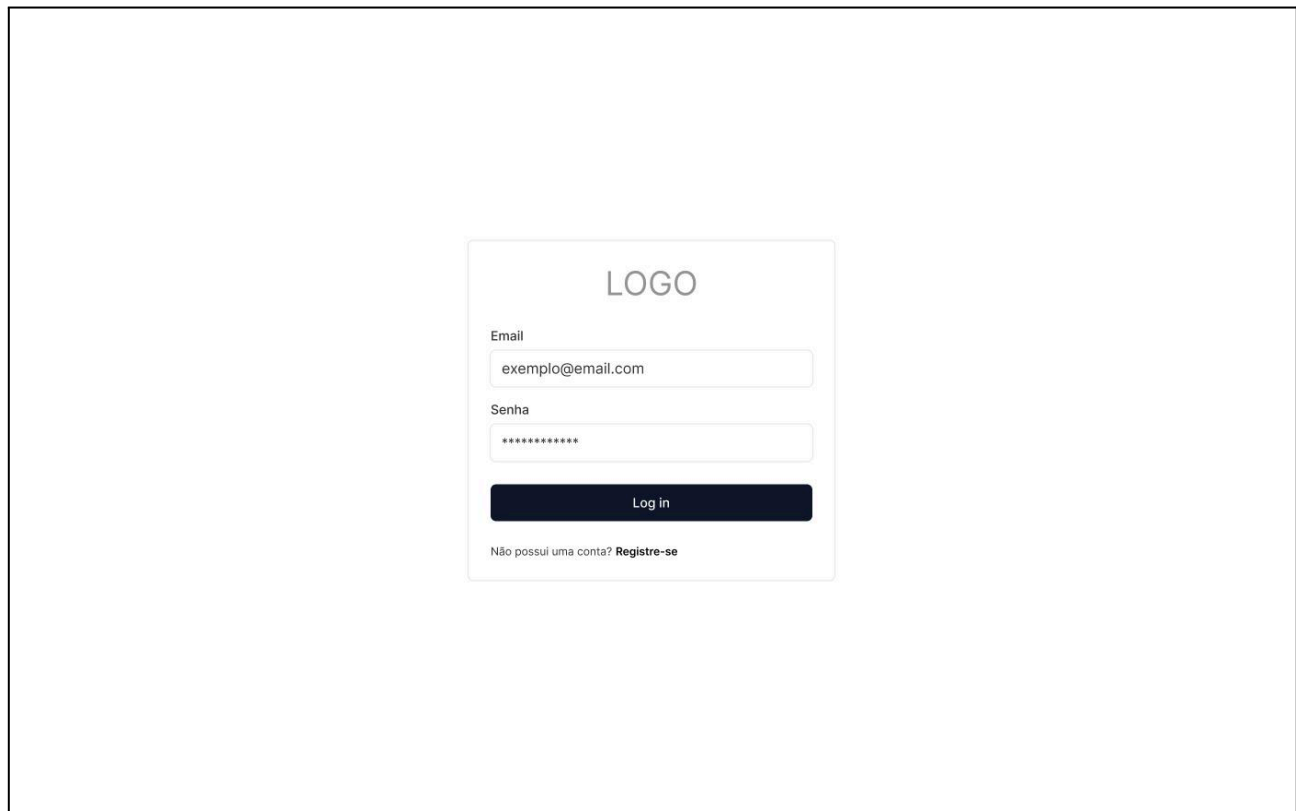 LOGO
Email
exemplo@email.com
Senha
************
Log in
Não possui uma conta? Registre-se